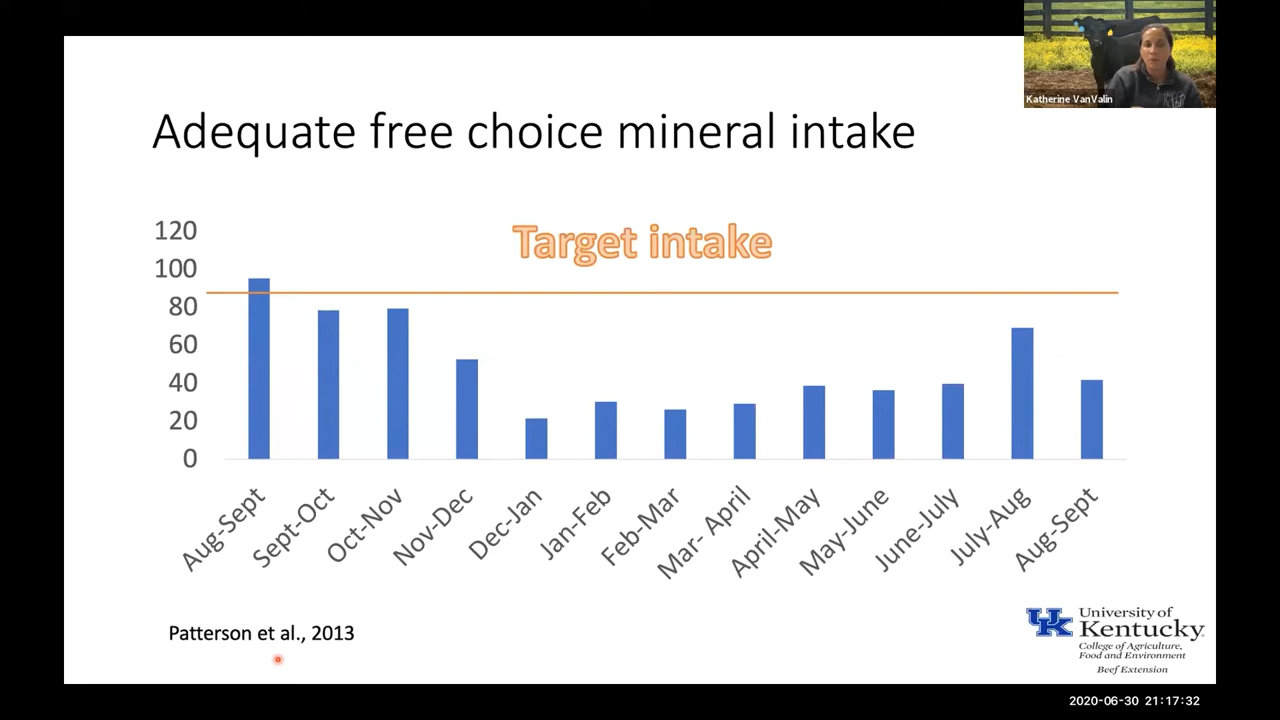 Katherine VanValin
Adequate free choice mineral intake
Target intake
120
100
80
60
40
20
0
Aug-Sept
Sept-Oct
Oct-Nov
Nov-Dec
Dec-Jan
Jan-Feb
Feb-Mar
Mar- April
April-May
May-June
June-July
July-Aug
Aug-Sept
Patterson et al., 2013
UK
University of
Kentucky
College of Agriculture,
Food and Environment
Beef Extension
2020-06-30 21:17:32